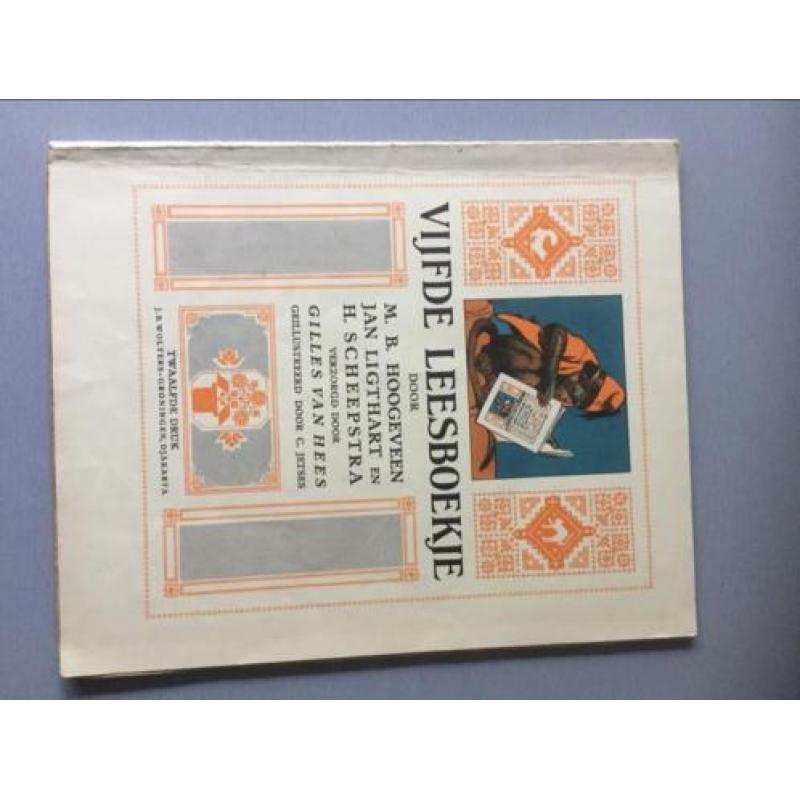 VIJFDE LEESBOEKJE
DOOR
M. B. HOOGEVEEN
JAN LIGTHART EN
H. SCHEEPSTRA
VERZORGD DOOR
GILLES VAN HEES
GEILLUSTREERD DOOR C. JETSES
TWAALFDE DRUK
J.B.WOLTERS-GRONINGEN, DJAKARTA